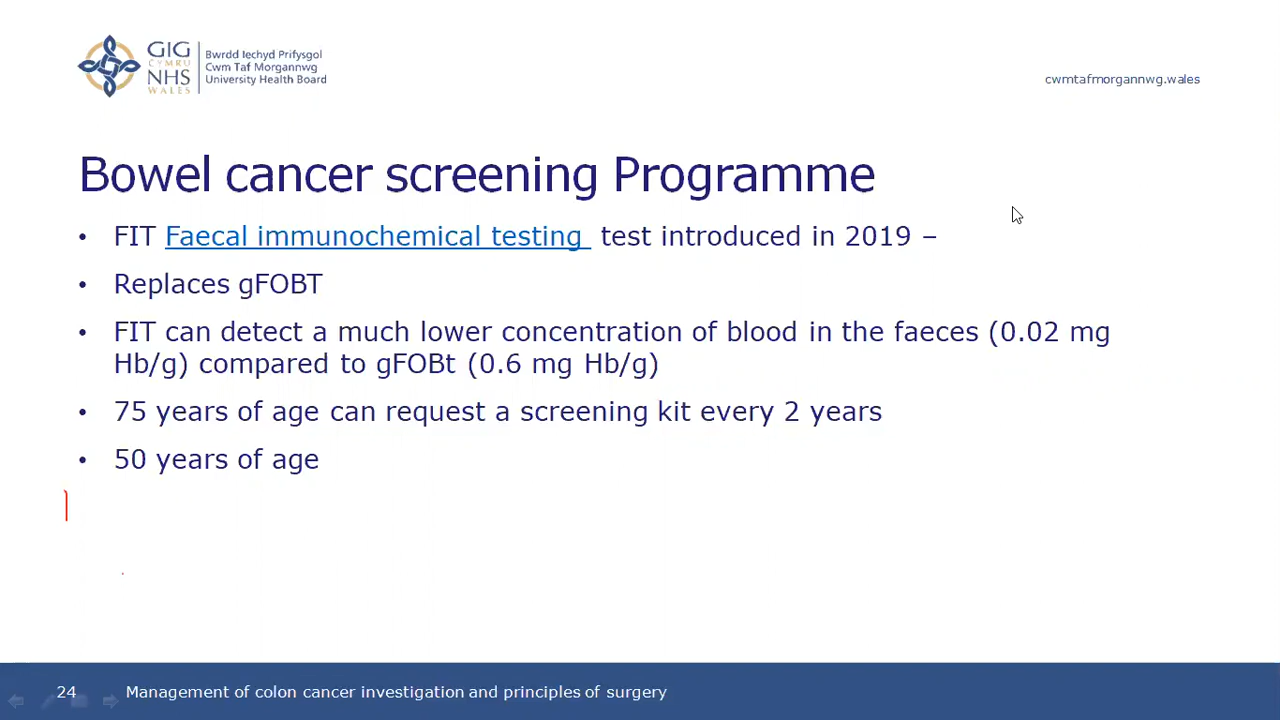 GIG
CYMRU
NHS
WALES
Bwrdd Iechyd Prifysgol
Cwm Taf Morgannwg
University Health Board
cwmtafmorgannwg.wales
Bowel cancer screening Programme
• FIT Faecal immunochemical testing test introduced in 2019 –
• Replaces gFOBT
• FIT can detect a much lower concentration of blood in the faeces (0.02 mg
Hb/g) compared to gFOBt (0.6 mg Hb/g)
• 75 years of age can request a screening kit every 2 years
• 50 years of age
24 Management of colon cancer investigation and principles of surgery